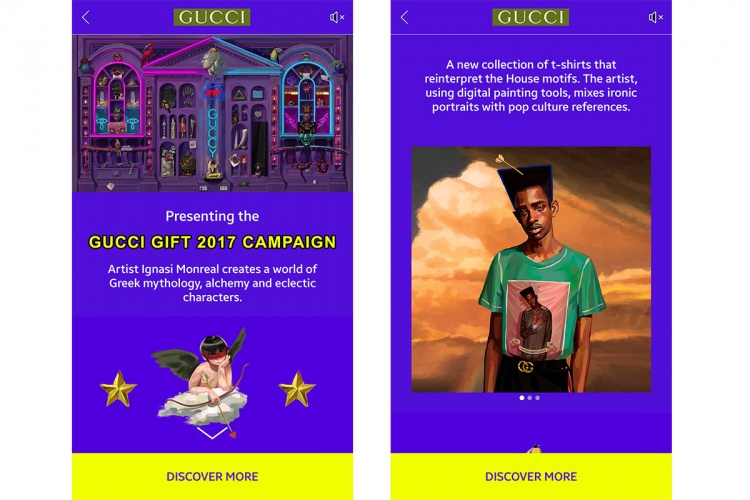 GUCCI
GUCCY
Presenting the
GUCCI GIFT 2017 CAMPAIGN
Artist Ignasi Monreal creates a world of
Greek mythology, alchemy and eclectic
characters.
DISCOVER MORE
GUCCI
A new collection of t-shirts that
reinterpret the House motifs. The artist,
using digital painting tools, mixes ironic
portraits with pop culture references.
DISCOVER MORE